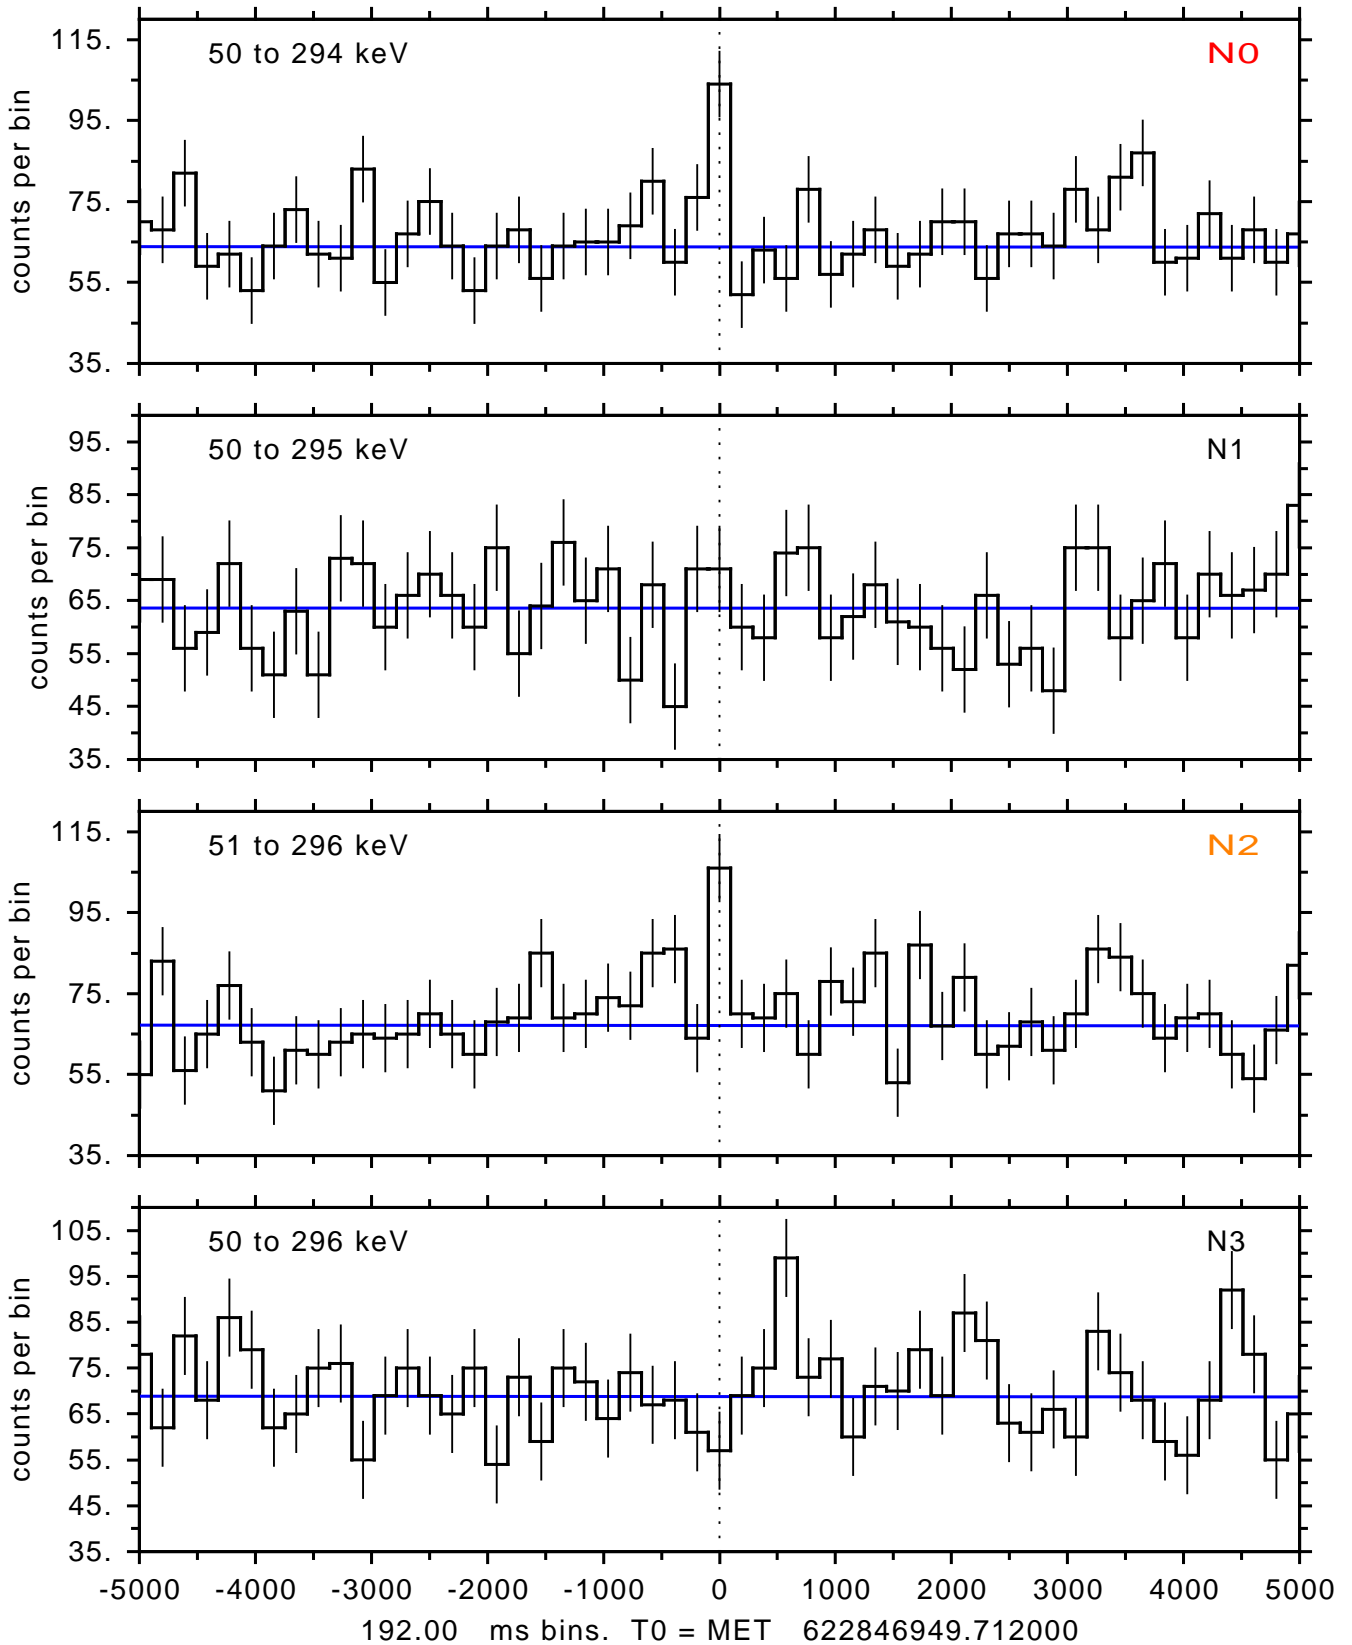 115.
95.
75.
55.
35.
counts per bin
50 to 294 keV
N0
95.
85.
75.
65.
55.
45.
35.
counts per bin
50 to 295 keV
N1
115.
95.
75.
55.
35.
counts per bin
51 to 296 keV
N2
105.
95.
85.
75.
65.
55.
45.
35.
counts per bin
50 to 296 keV
N3
-5000 -4000 -3000 -2000 -1000 0 1000 2000 3000 4000 5000
192.00 ms bins. T0 = MET 622846949.712000